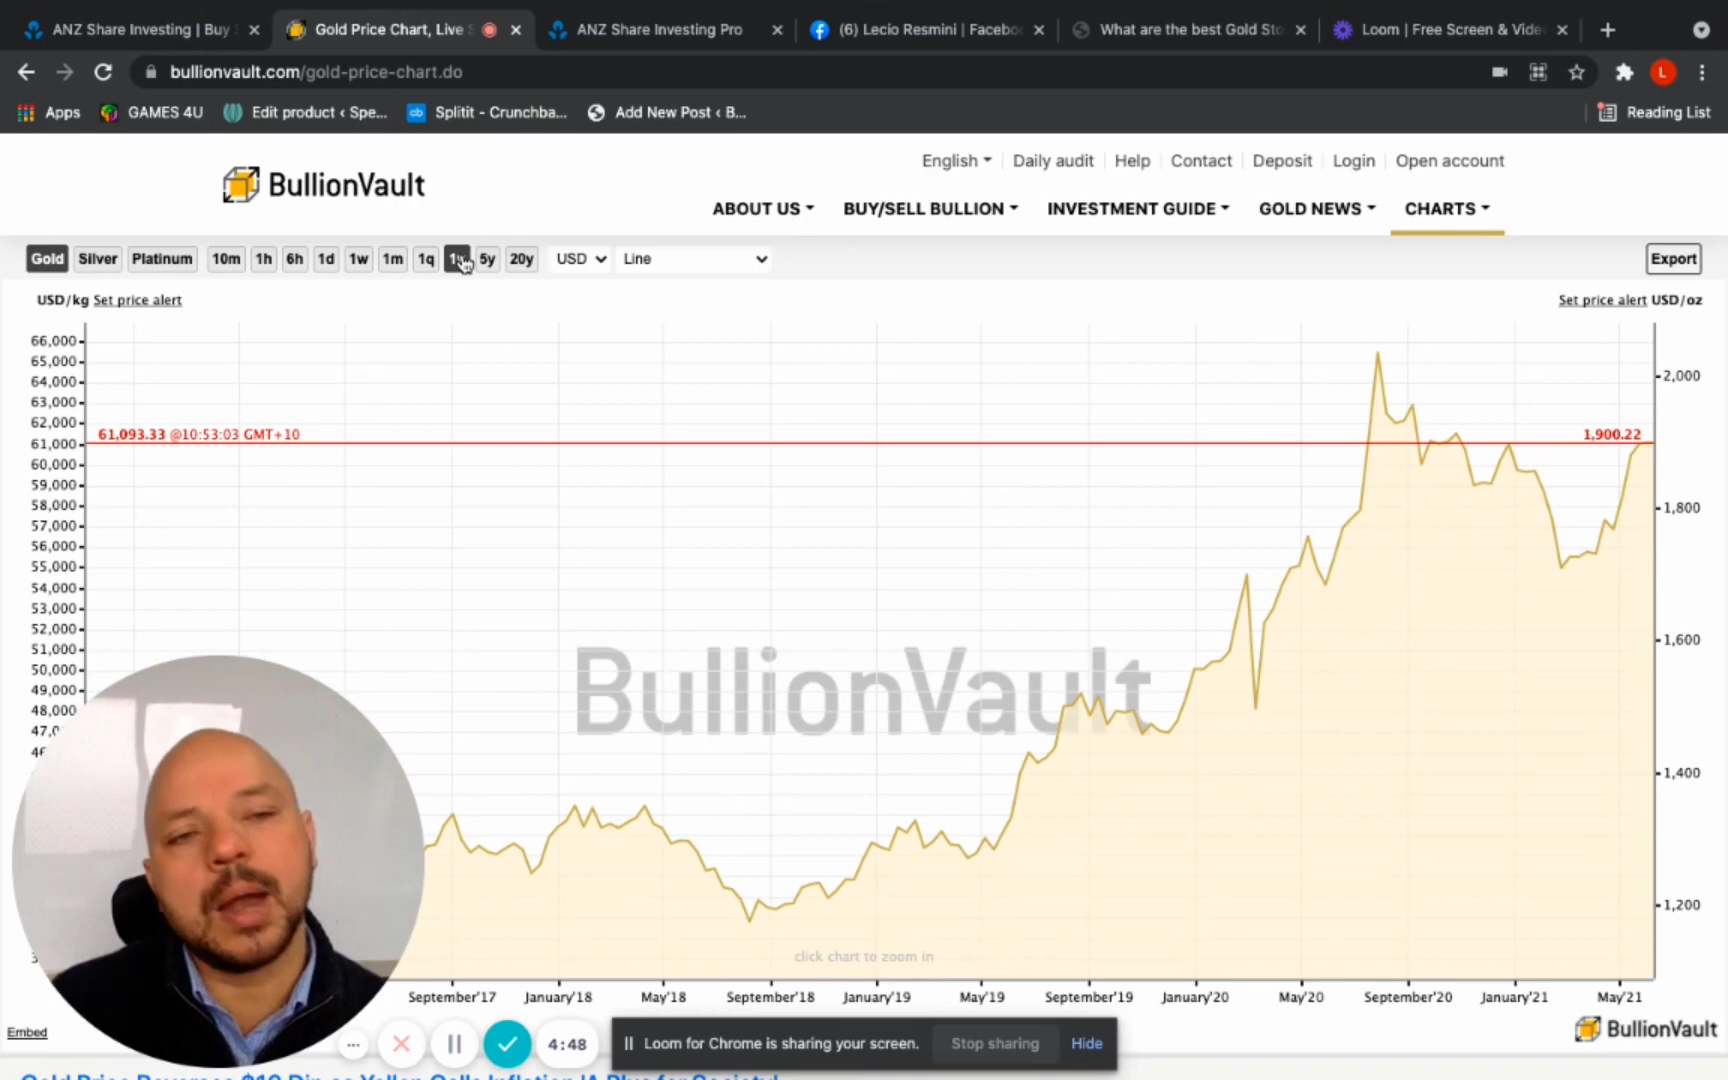 ANZ Share Investing | Buy
Gold Price Chart, Live
ANZ Share Investing Pro
(6) Lecio Resmini | Facebo
What are the best Gold Sto
Loom | Free Screen & Vide
bullionvault.com/gold-price-chart.do
L
Apps
GAMES 4U
Edit product ‹ Spe...
cb
Splitit - Crunchba...
Add New Post ‹ B...
Reading List
BullionVault
English
Daily audit
Help
Contact
Deposit
Login
Open account
ABOUT US
BUY/SELL BULLION
INVESTMENT GUIDE
GOLD NEWS
CHARTS
Gold
Silver
Platinum
10m
1h
6h
1d
1w
1m
1q
5y
20y
USD
Line
Export
USD/kg Set price alert
Set price alert USD/oz
66,000
65,000
64,000
63,000
62,000
61,000
60,000
59,000
58,000
57,000
56,000
55,000
54,000
53,000
52,000
51,000
50,000
49,000
48,000
61,093.33 @10:53:03 GMT+10
1,900.22
2,000
1,800
1,600
1,400
1,200
BullionVault
click chart to zoom in
September'17
January'18
May'18
September'18
January'19
May'19
September'19
January'20
May'20
September'20
January'21
May'21
Embed
BullionVault
4:48
Loom for Chrome is sharing your screen.
Stop sharing
Hide